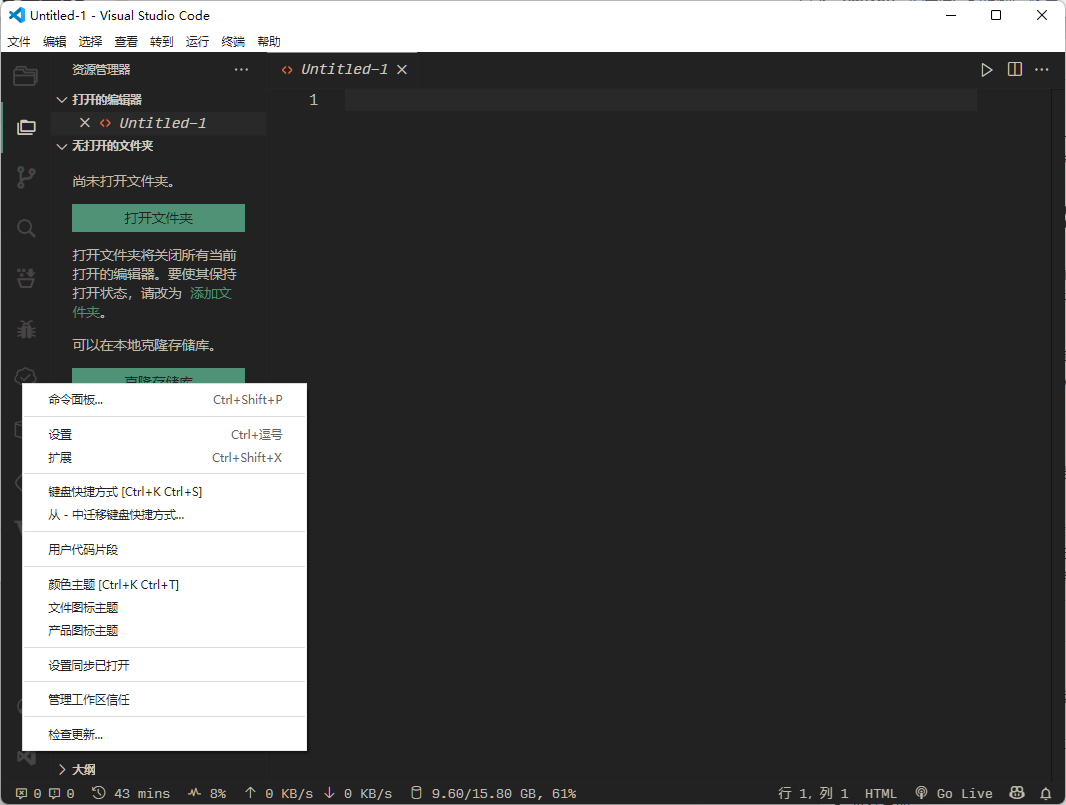 Untitled-1 - Visual Studio Code
文件 编辑 选择 查看 转到 运行 终端 帮助
资源管理器
Untitled-1
打开的编辑器
1
Untitled-1
无打开的文件夹
尚未打开文件夹。
打开文件夹
打开文件夹将关闭所有当前
打开的编辑器。要使其保持
打开状态，请改为 添加文
件夹。
可以在本地克隆存储库。
克隆存储库
命令面板... Ctrl+Shift+P
设置 Ctrl+逗号
扩展 Ctrl+Shift+X
键盘快捷方式 [Ctrl+K Ctrl+S]
从 - 中迁移键盘快捷方式...
用户代码片段
颜色主题 [Ctrl+K Ctrl+T]
文件图标主题
产品图标主题
设置同步已打开
管理工作区信任
检查更新...
大纲
0 0 43 mins 8% ↑ 0 KB/s ↓ 0 KB/s 9.60/15.80 GB, 61% 行 1, 列 1 HTML Go Live